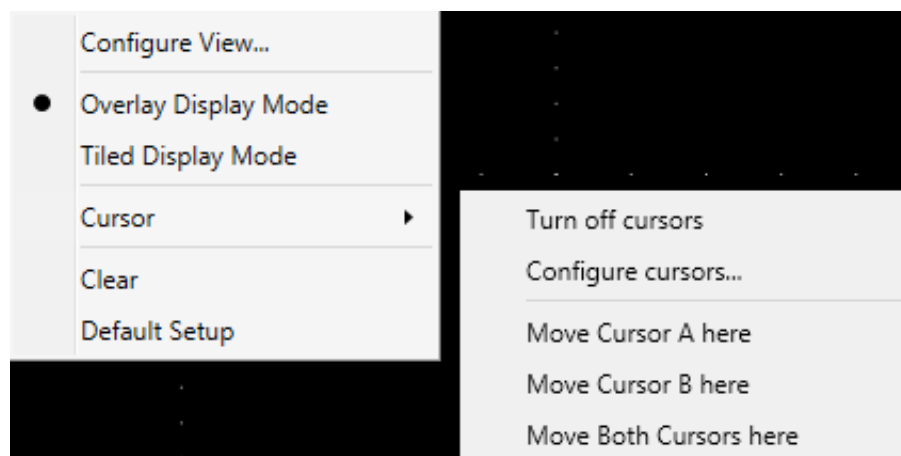 Configure View...
Overlay Display Mode
Tiled Display Mode
Cursor
Clear
Default Setup
Turn off cursors
Configure cursors...
Move Cursor A here
Move Cursor B here
Move Both Cursors here